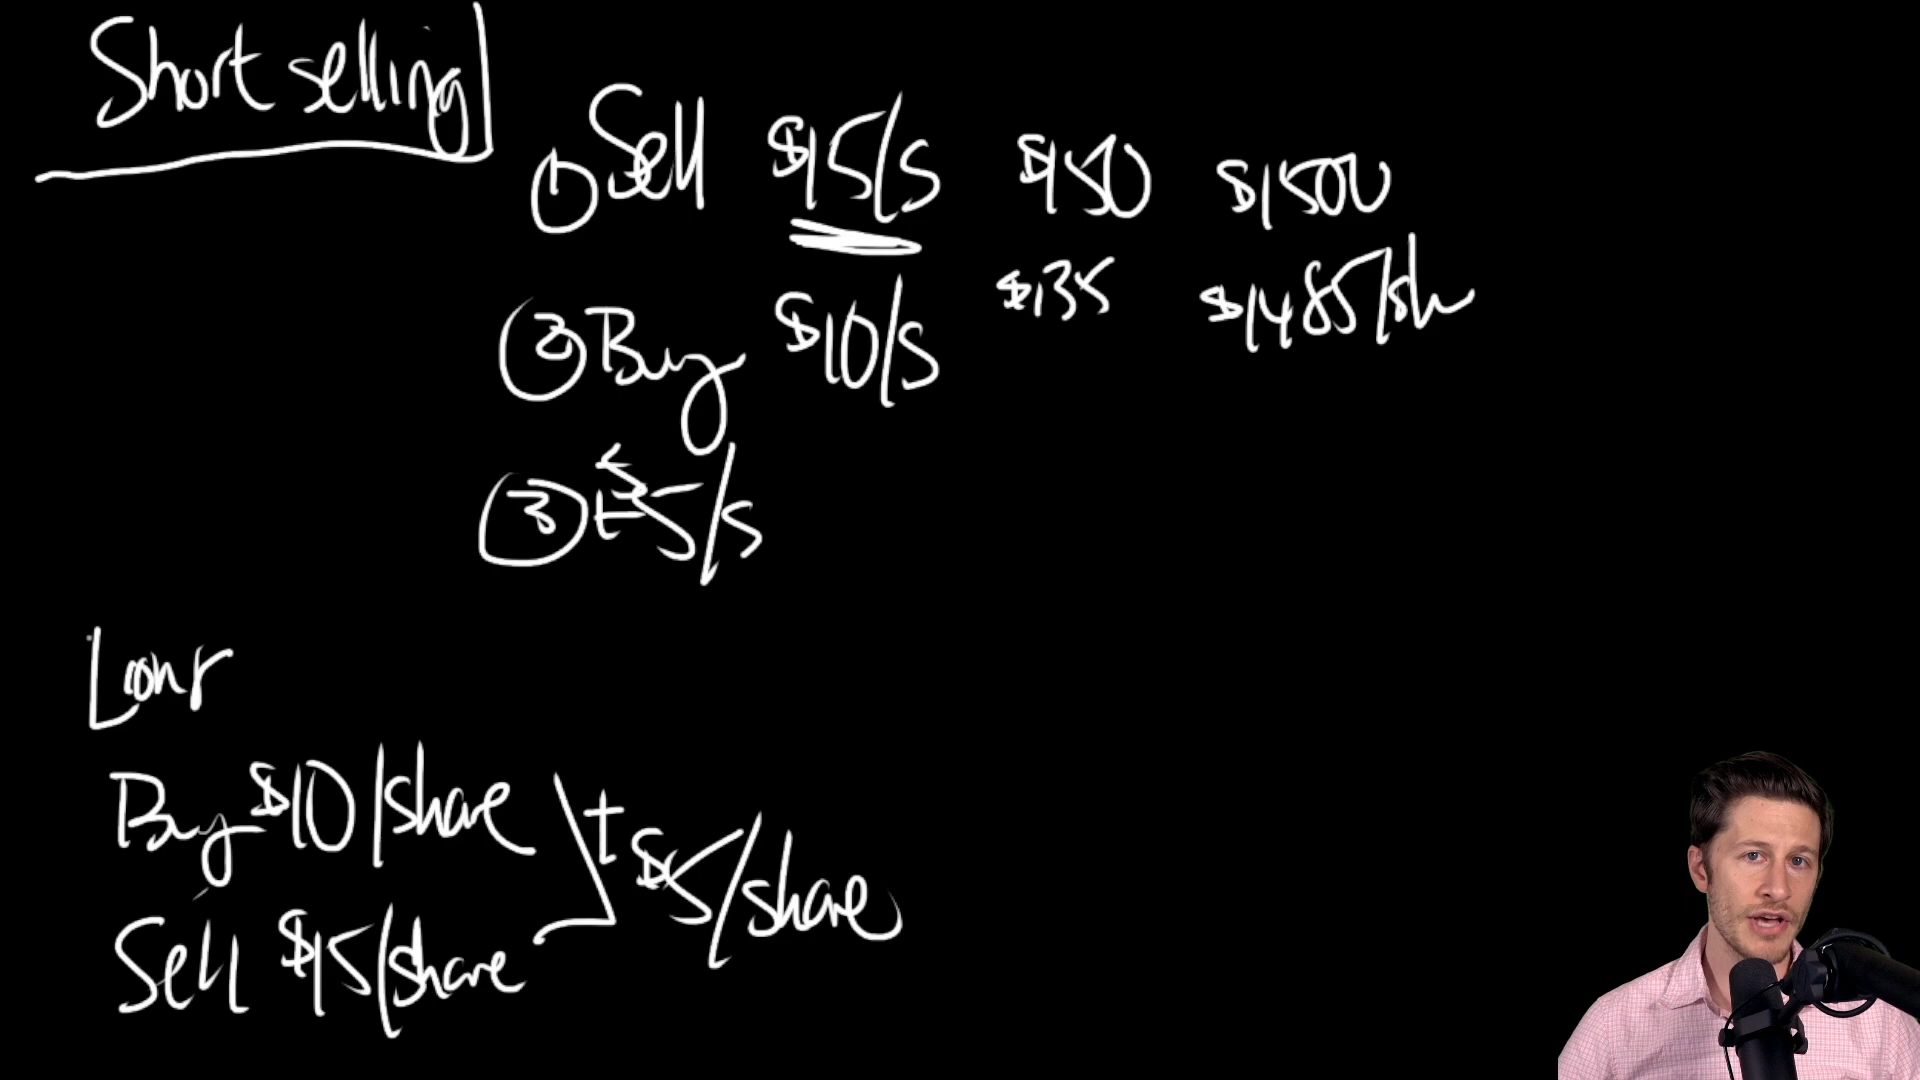 Short selling
① Sell $15/s $150 $1500
$135 $1485/sh
② Buy $10/s
③ +$5/s
Long
Buy $10/share
+ $5/share
Sell $15/share